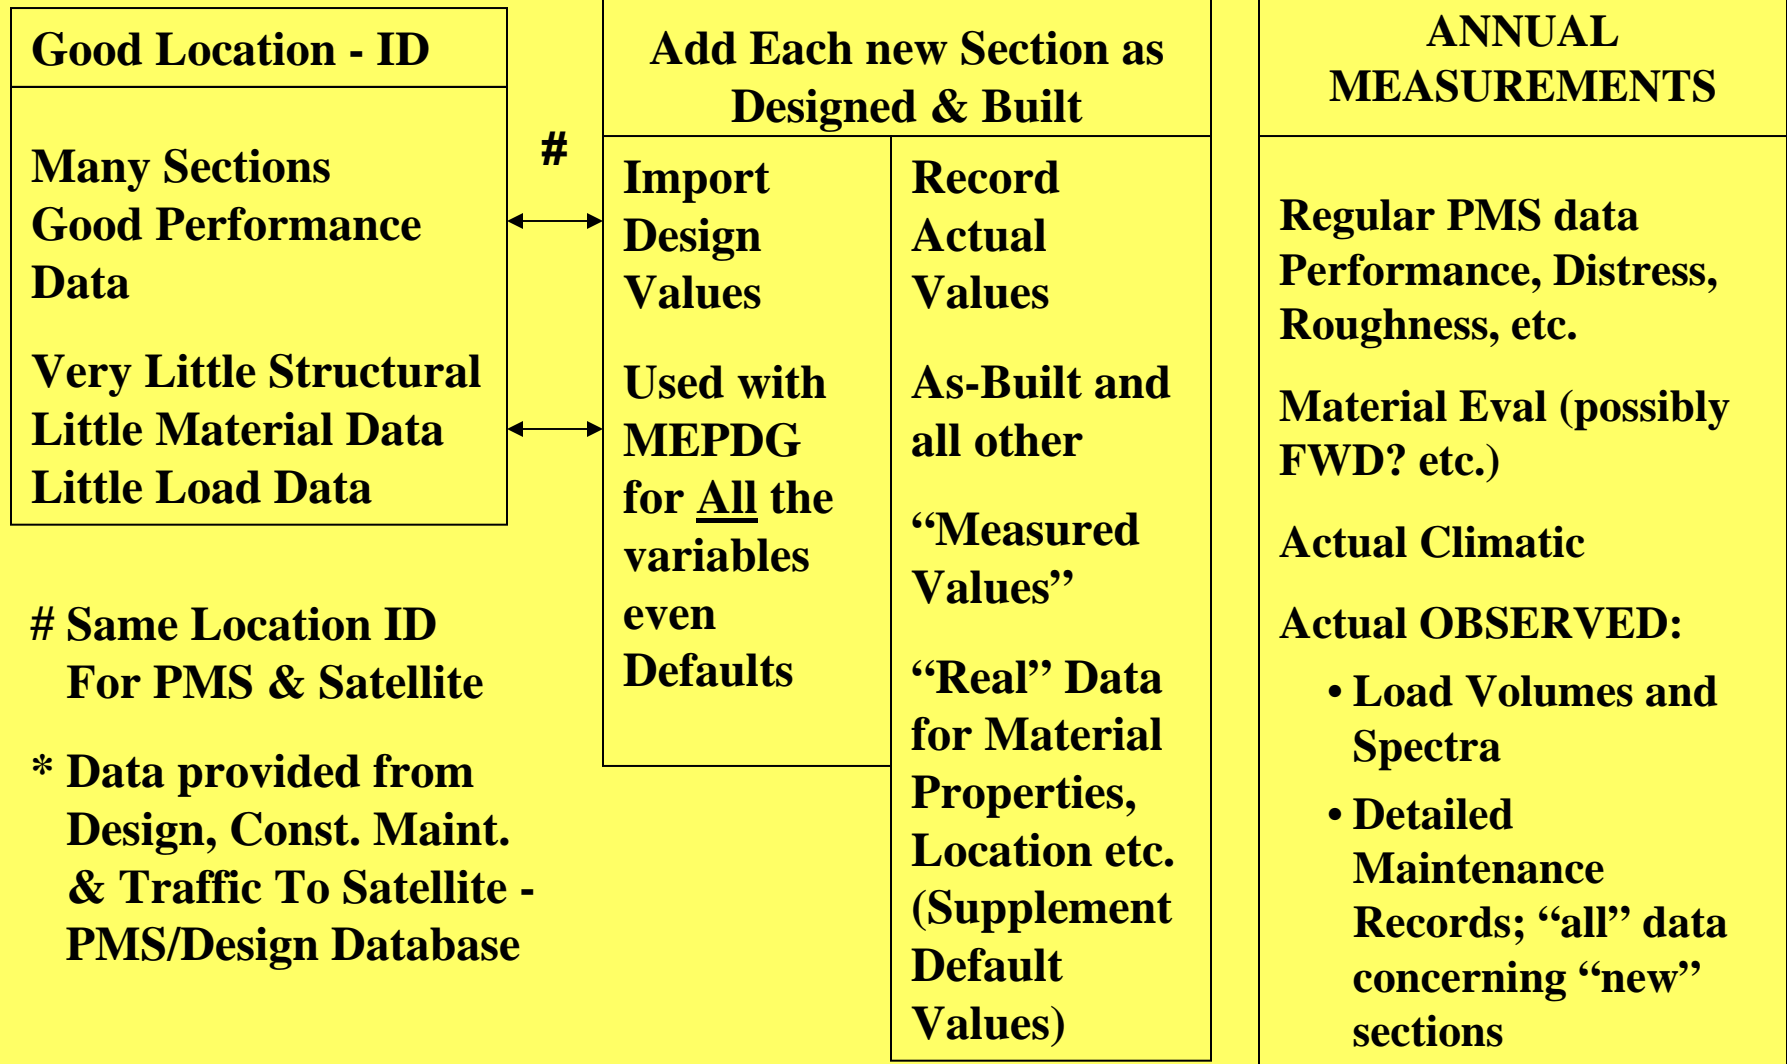 Good Location - ID
Many Sections
Good Performance
Data
Very Little Structural
Little Material Data
Little Load Data
# Same Location ID
For PMS & Satellite
* Data provided from
Design, Const. Maint.
& Traffic To Satellite -
PMS/Design Database
#
Add Each new Section as
Designed & Built
Import
Design
Values
Used with
MEPDG
for All the
variables
even
Defaults
Record
Actual
Values
As-Built and
all other
“Measured
Values”
“Real” Data
for Material
Properties,
Location etc.
(Supplement
Default
Values)
ANNUAL
MEASUREMENTS
Regular PMS data
Performance, Distress,
Roughness, etc.
Material Eval (possibly
FWD? etc.)
Actual Climatic
Actual OBSERVED:
• Load Volumes and
Spectra
• Detailed
Maintenance
Records; “all” data
concerning “new”
sections